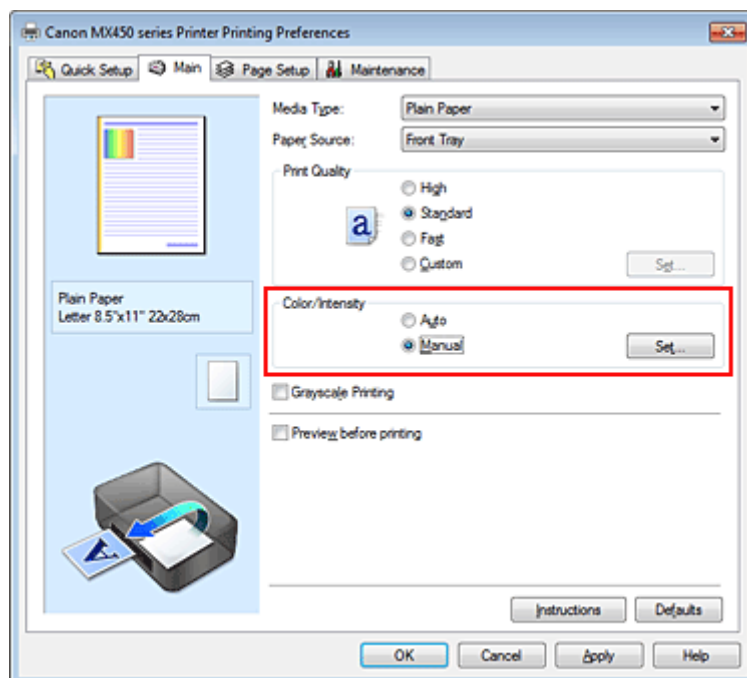 Canon MX450 series Printer Printing Preferences
Quick Setup Main Page Setup Maintenance
Media Type: Plain Paper
Paper Source: Front Tray
Print Quality
High
a Standard
Fast
Custom Set...
Plain Paper
Letter 8.5"x11" 22x28cm
Color/Intensity
Auto
Manual Set...
Grayscale Printing
Preview before printing
A
Instructions Defaults
OK Cancel Apply Help